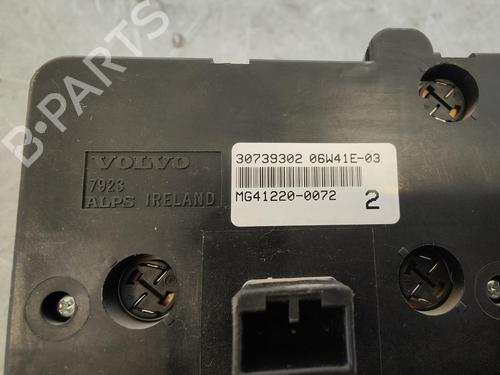 B-PARTS
VOLVO
7923
ALPS IRELAND
30739302 06W41E-03
MG41220-0072 2